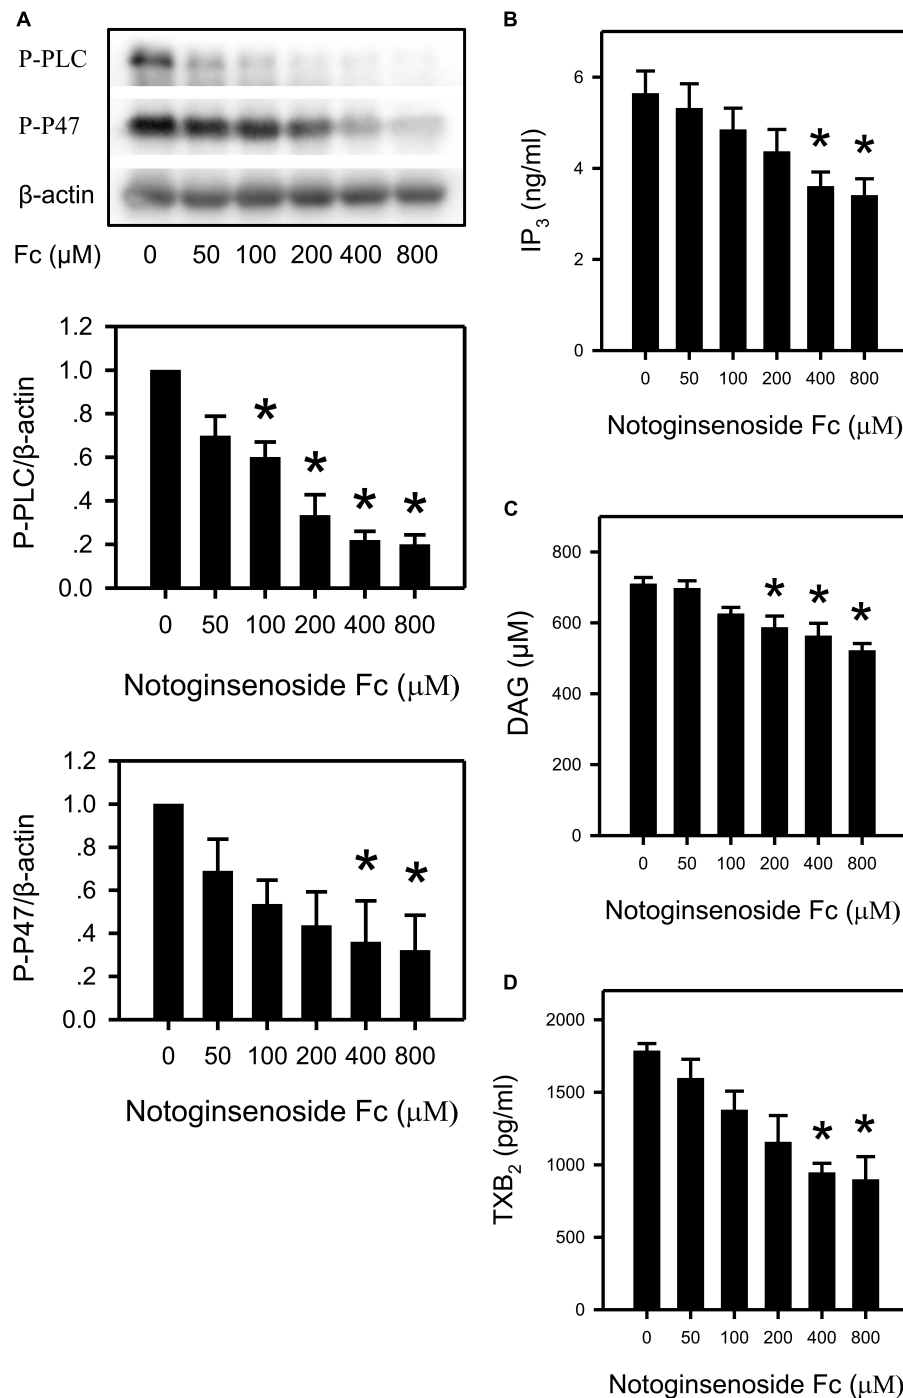 A
P-PLC
P-P47
β-actin
Fc (μM) 0 50 100 200 400 800
1.2
1.0
.8
.6
.4
.2
0.0
P-PLC/β-actin
* * * *
0 50 100 200 400 800
Notoginsenoside Fc (μM)
1.2
1.0
.8
.6
.4
.2
0.0
P-P47/β-actin
* *
0 50 100 200 400 800
Notoginsenoside Fc (μM)
B
6
4
2
0
IP3 (ng/ml)
* *
0 50 100 200 400 800
Notoginsenoside Fc (μM)
C
800
600
400
200
0
DAG (μM)
* * *
0 50 100 200 400 800
Notoginsenoside Fc (μM)
D
2000
1500
1000
500
0
TXB2 (pg/ml)
* *
0 50 100 200 400 800
Notoginsenoside Fc (μM)